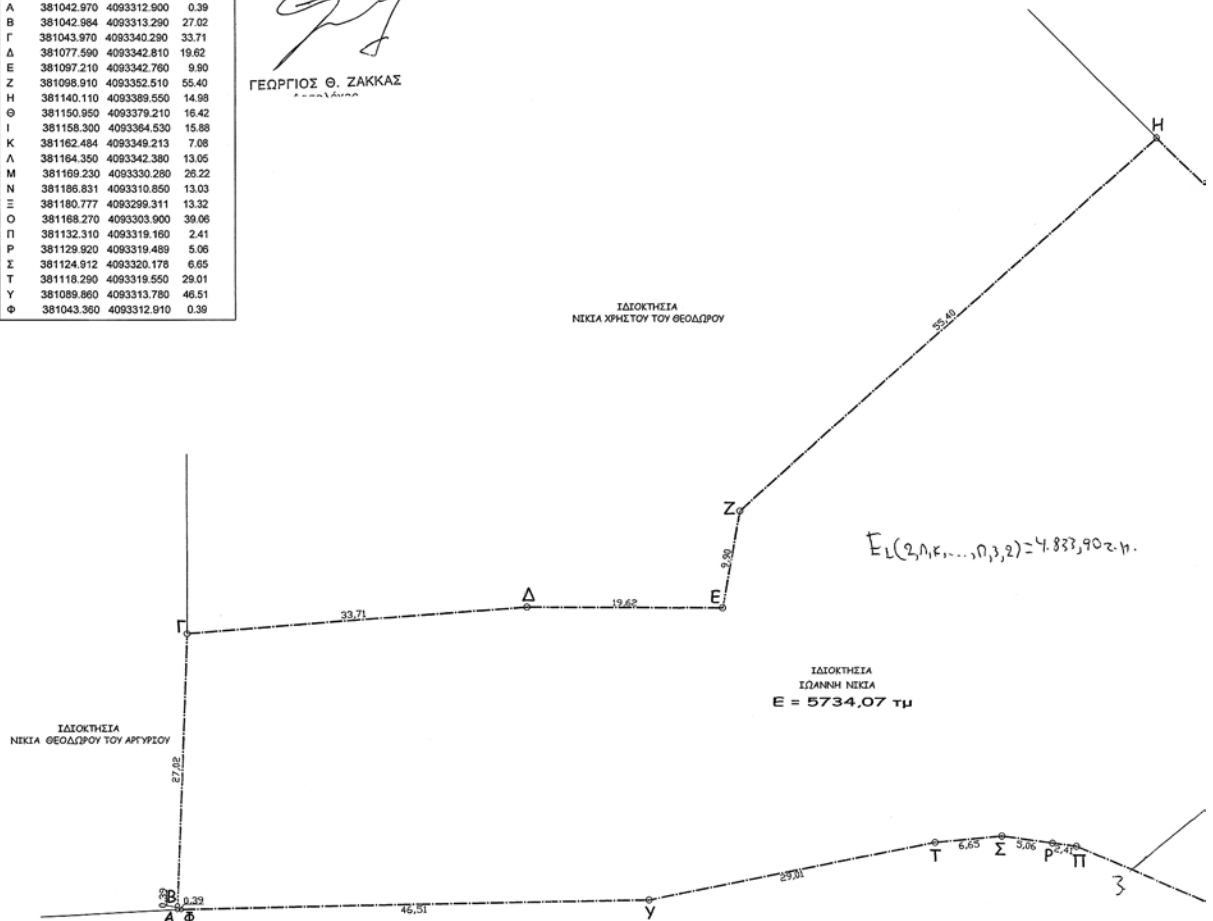 Α 381042.970 4093312.900 0.39
Β 381042.984 4093313.290 27.02
Γ 381043.970 4093340.290 33.71
Δ 381077.590 4093342.810 19.62
Ε 381097.210 4093342.760 9.90
Ζ 381098.910 4093352.510 55.40
Η 381140.110 4093389.550 14.98
Θ 381150.950 4093379.210 16.42
Ι 381158.300 4093364.530 15.88
Κ 381162.484 4093349.213 7.08
Λ 381164.350 4093342.380 13.05
Μ 381169.230 4093330.280 26.22
Ν 381186.831 4093310.850 13.03
Ξ 381180.777 4093299.311 13.32
Ο 381168.270 4093303.900 39.06
Π 381132.310 4093319.160 2.41
Ρ 381129.920 4093319.489 5.06
Σ 381124.912 4093320.178 6.65
Τ 381118.290 4093319.550 29.01
Υ 381089.860 4093313.780 46.51
Φ 381043.360 4093312.910 0.39
ΓΕΩΡΓΙΟΣ Θ. ΖΑΚΚΑΣ
Η
ΙΔΙΟΚΤΗΣΙΑ
ΝΙΚΙΑ ΧΡΗΣΤΟΥ ΤΟΥ ΘΕΟΔΩΡΟΥ
55,40
Ζ
9,90
Δ
19,62
Ε
Γ
33,71
ΙΔΙΟΚΤΗΣΙΑ
ΙΩΑΝΝΗ ΝΙΚΙΑ
Ε = 5734,07 τμ
ΙΔΙΟΚΤΗΣΙΑ
ΝΙΚΙΑ ΘΕΟΔΩΡΟΥ ΤΟΥ ΑΡΓΥΡΙΟΥ
27,02
Τ
6,65
Σ
5,06
Ρ
2,41
Π
29,01
3
0,39
Β
0,39
Α
Φ
46,51
Υ